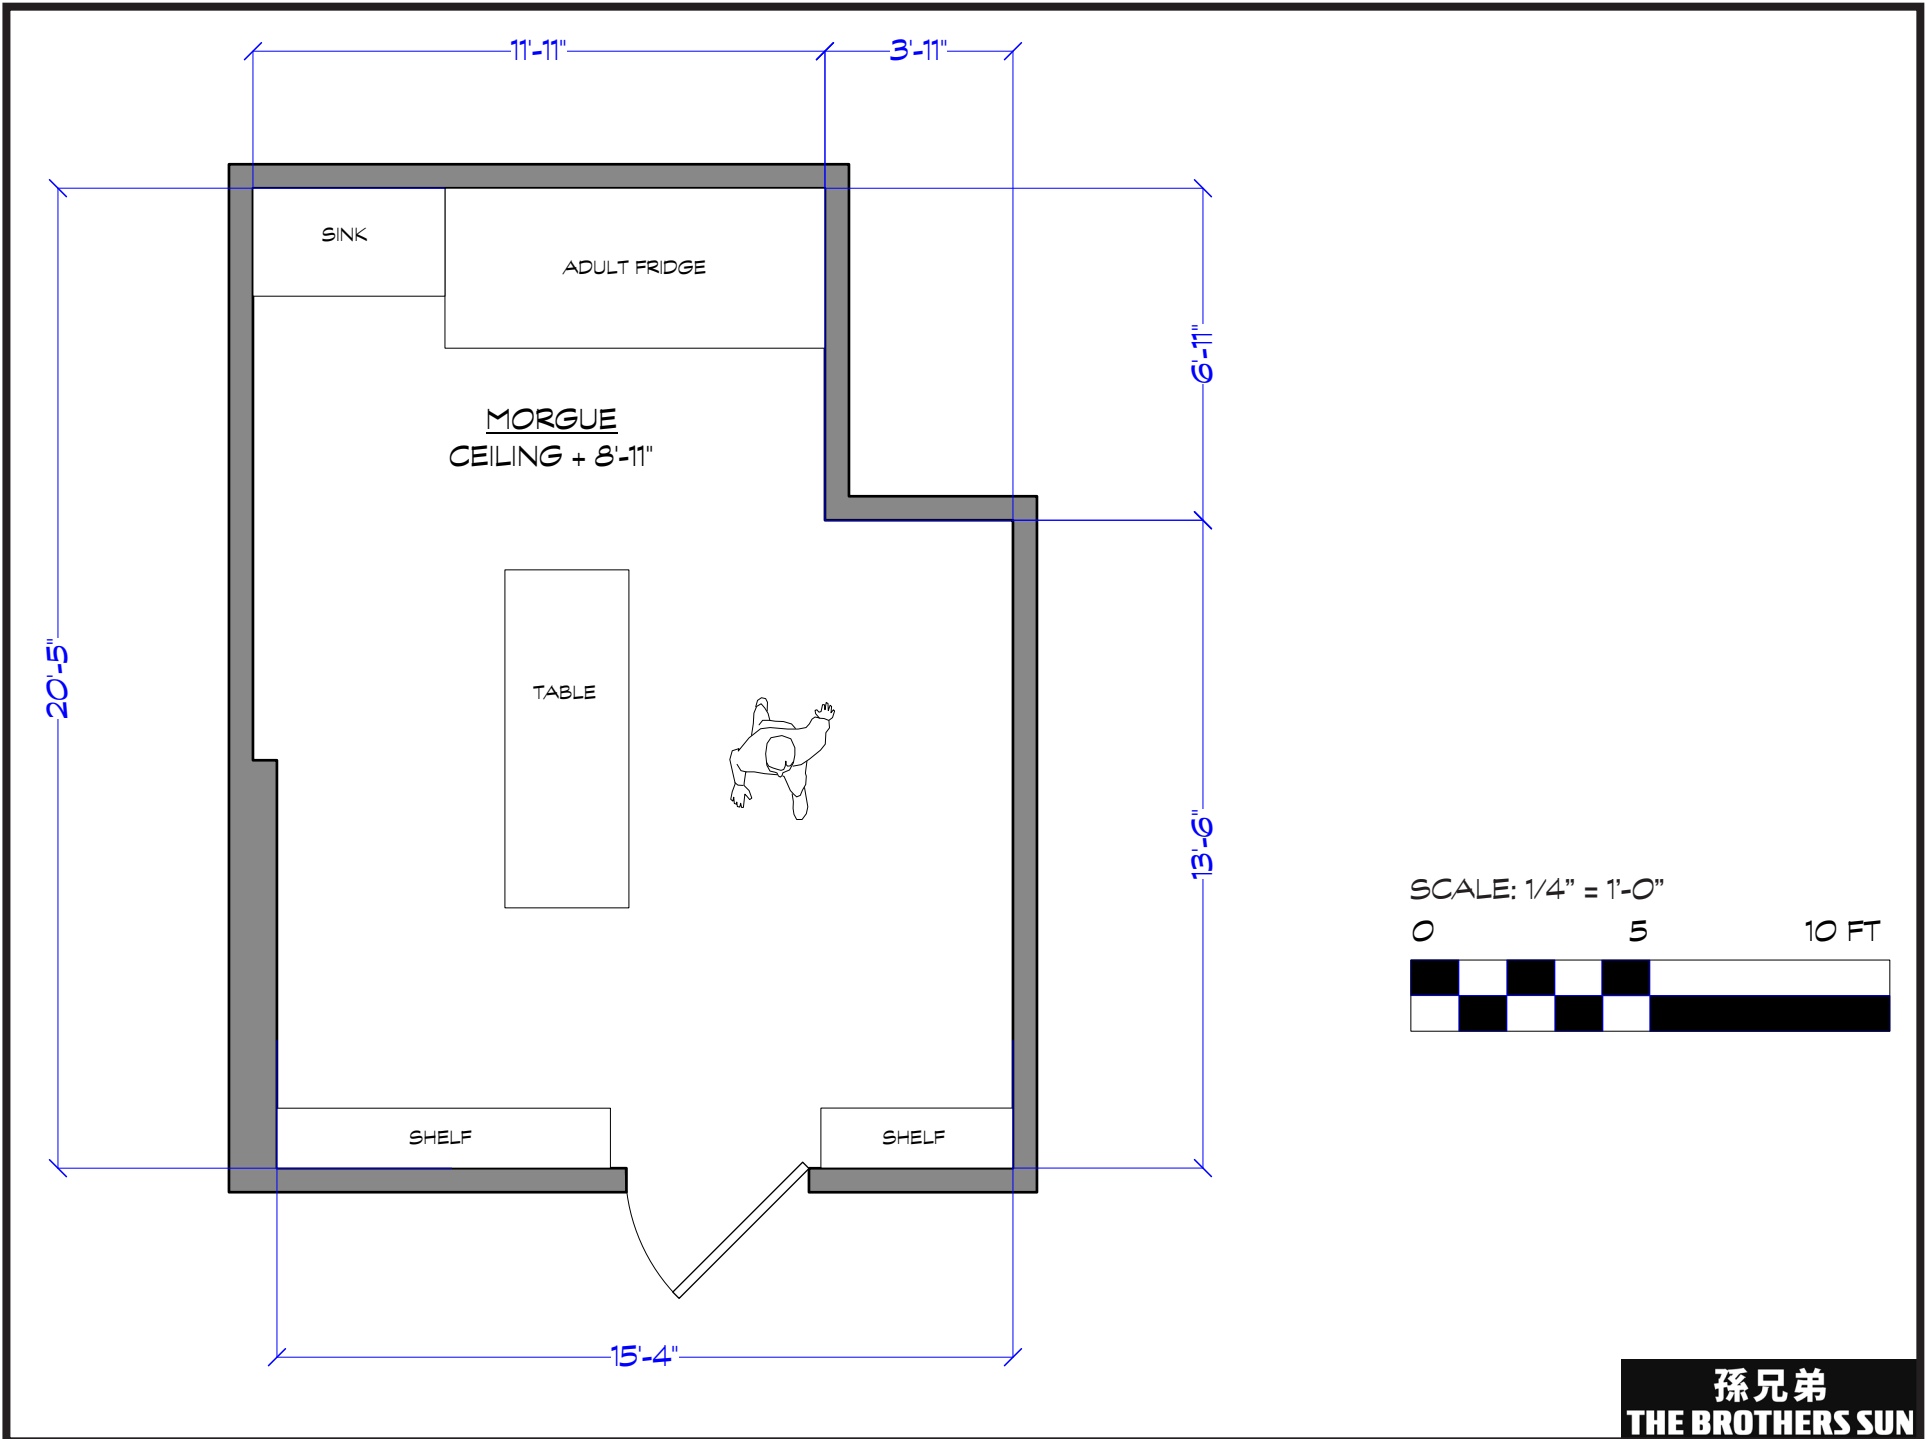 11'-11"
3'-11"
SINK
ADULT FRIDGE
MORGUE
CEILING + 8'-11"
6'-11"
20'-5"
TABLE
13'-6"
SCALE: 1/4” = 1’-0”
0 5 10 FT
SHELF
SHELF
15'-4"
孫兄弟
THE BROTHERS SUN